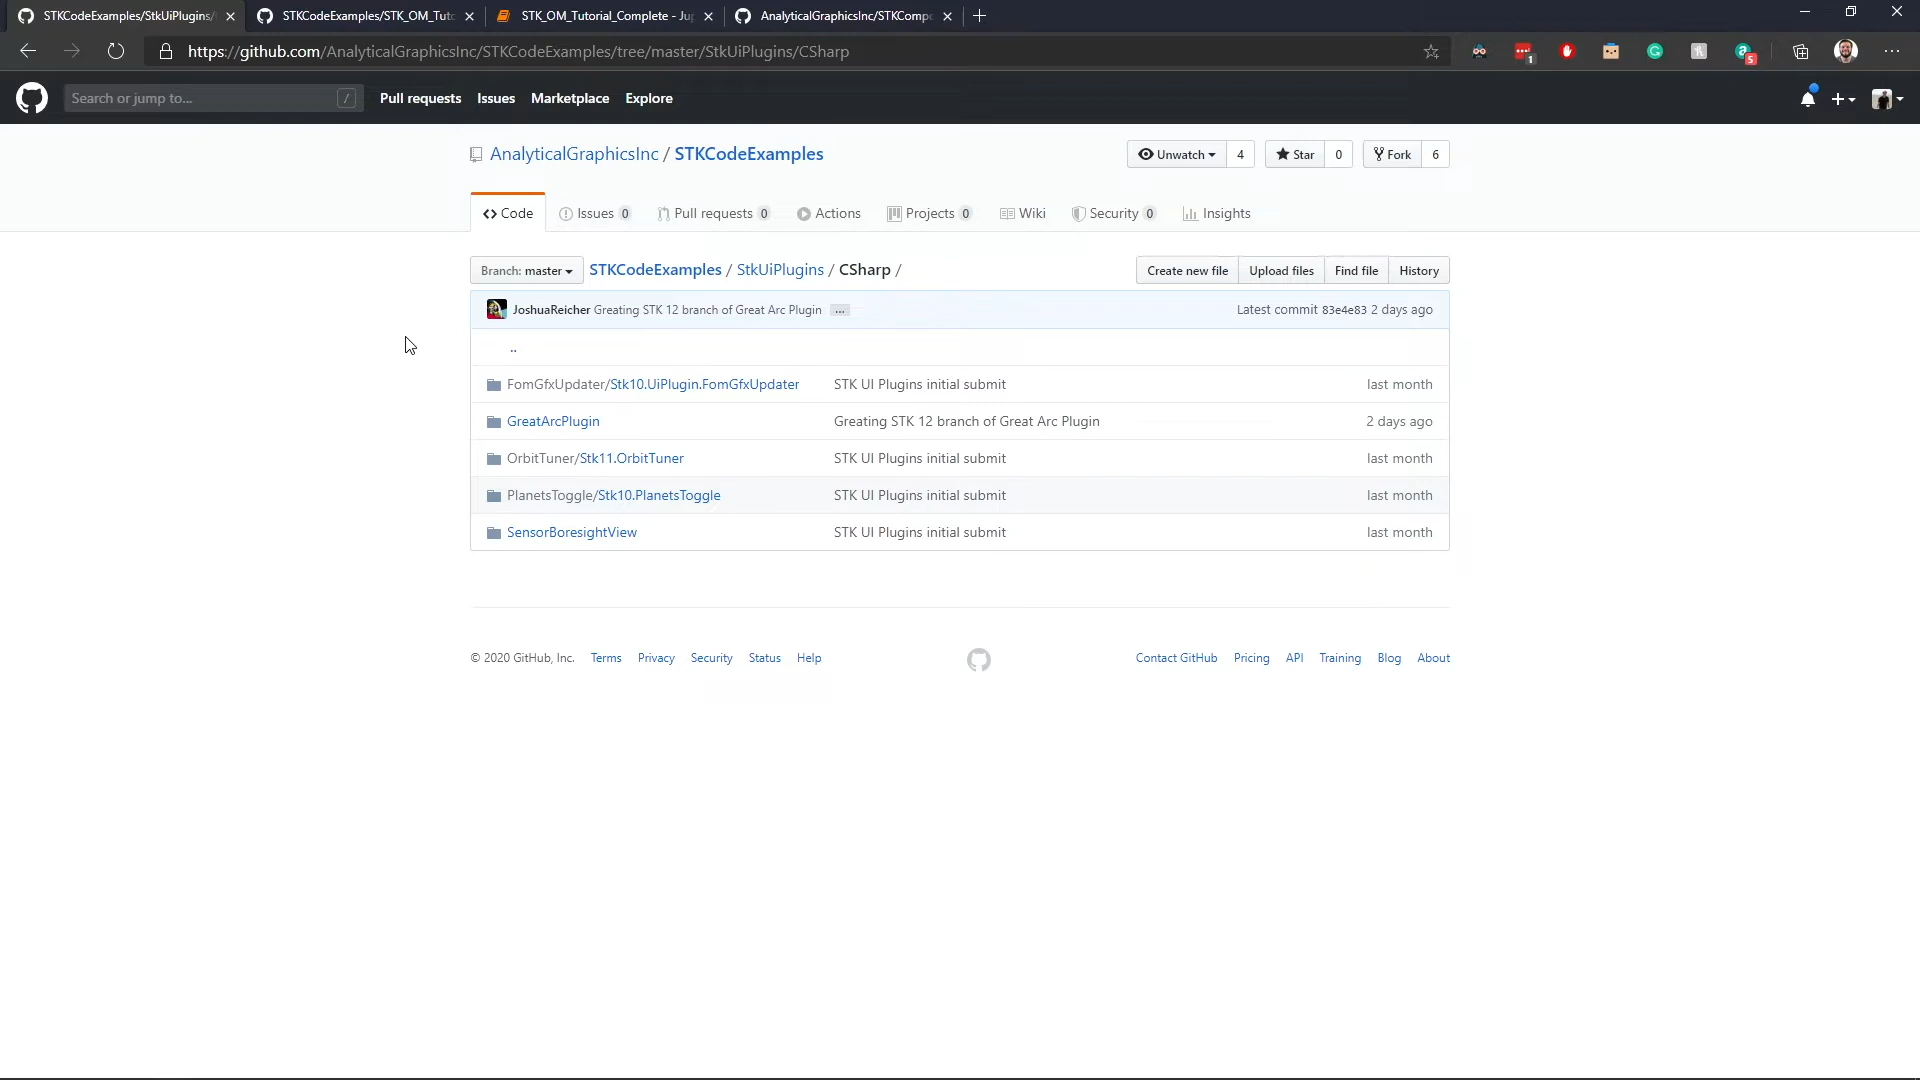 STKCodeExamples/StkUiPlugins/
STKCodeExamples/STK_OM_Tuto
STK_OM_Tutorial_Complete - Jup
AnalyticalGraphicsInc/STKCompo
https://github.com/AnalyticalGraphicsInc/STKCodeExamples/tree/master/StkUiPlugins/CSharp
1
5
Search or jump to...
/
Pull requests
Issues
Marketplace
Explore
AnalyticalGraphicsInc / STKCodeExamples
Unwatch 4
Star 0
Fork 6
Code
Issues 0
Pull requests 0
Actions
Projects 0
Wiki
Security 0
Insights
Branch: master
STKCodeExamples / StkUiPlugins / CSharp /
Create new file
Upload files
Find file
History
JoshuaReicher Greating STK 12 branch of Great Arc Plugin ...
Latest commit 83e4e83 2 days ago
..
FomGfxUpdater/Stk10.UiPlugin.FomGfxUpdater STK UI Plugins initial submit last month
GreatArcPlugin Greating STK 12 branch of Great Arc Plugin 2 days ago
OrbitTuner/Stk11.OrbitTuner STK UI Plugins initial submit last month
PlanetsToggle/Stk10.PlanetsToggle STK UI Plugins initial submit last month
SensorBoresightView STK UI Plugins initial submit last month
© 2020 GitHub, Inc. Terms Privacy Security Status Help
Contact GitHub Pricing API Training Blog About